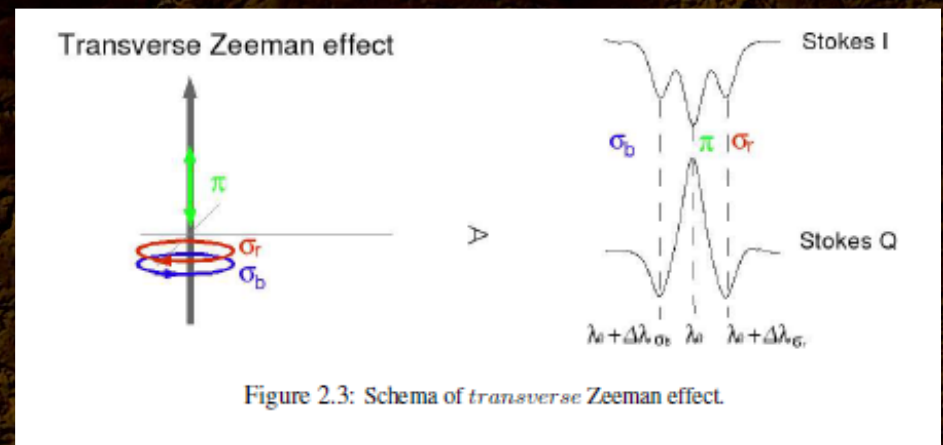 Transverse Zeeman effect
Stokes I
π
σb
π
σr
σr
σb
Stokes Q
λ₀+Δλσb λ₀ λ₀+Δλσr
Figure 2.3: Schema of transverse Zeeman effect.